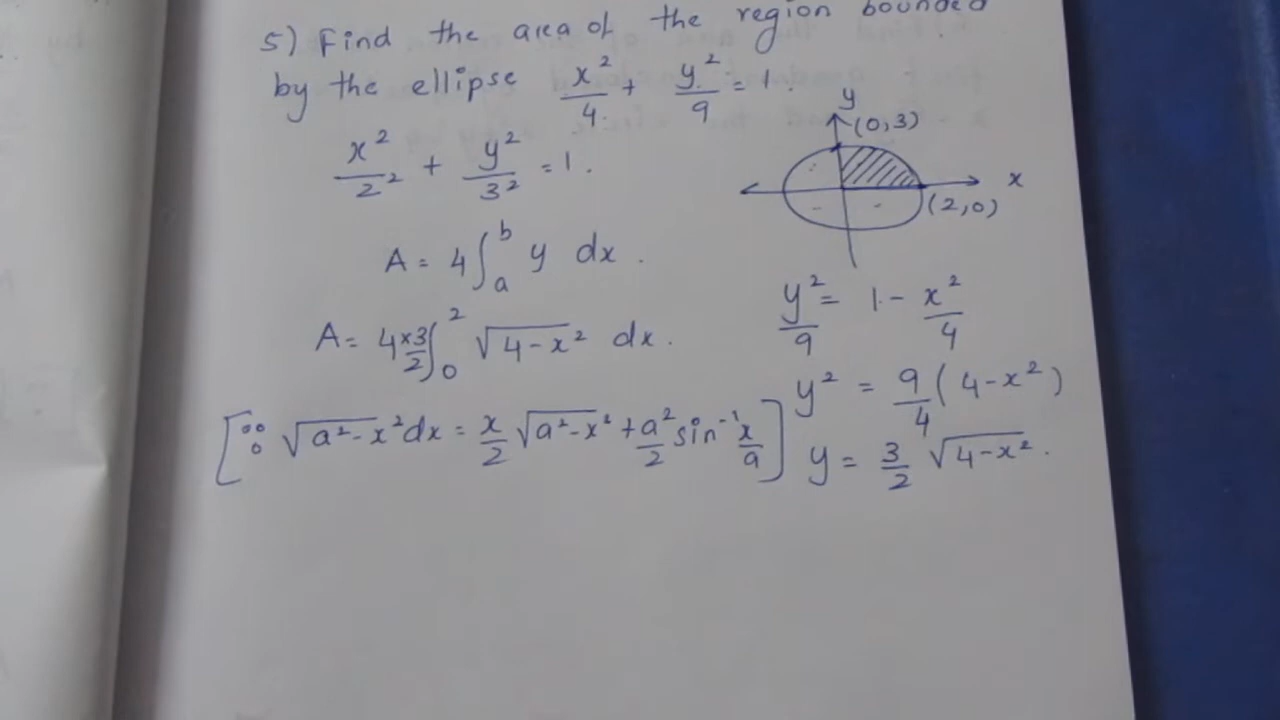 5) Find the area of the region bounded
by the ellipse x²/4 + y²/9 = 1.
x²/2² + y²/3² = 1.
y
(0,3)
x
(2,0)
A = 4∫ₐᵇ y dx.
A = 4×3/2 ∫₀² √(4-x²) dx.
[∵ √(a²-x²) dx = x/2 √(a²-x²) + a²/2 sin⁻¹ x/a]
y²/9 = 1 - x²/4
y² = 9/4 (4-x²)
y = 3/2 √(4-x²).